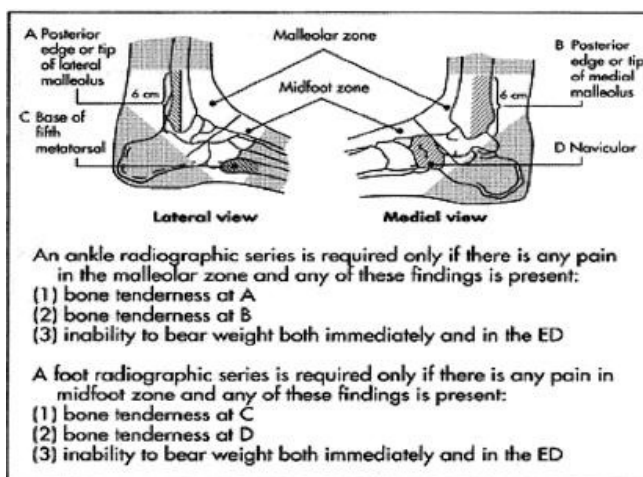 A Posterior
edge or tip
of lateral
malleolus
6 cm
C Base of
fifth
metatarsal
Malleolar zone
Midfoot zone
B Posterior
edge or tip
of medial
malleolus
6 cm
D Navicular
Lateral view
Medial view
An ankle radiographic series is required only if there is any pain
in the malleolar zone and any of these findings is present:
(1) bone tenderness at A
(2) bone tenderness at B
(3) inability to bear weight both immediately and in the ED
A foot radiographic series is required only if there is any pain in
midfoot zone and any of these findings is present:
(1) bone tenderness at C
(2) bone tenderness at D
(3) inability to bear weight both immediately and in the ED